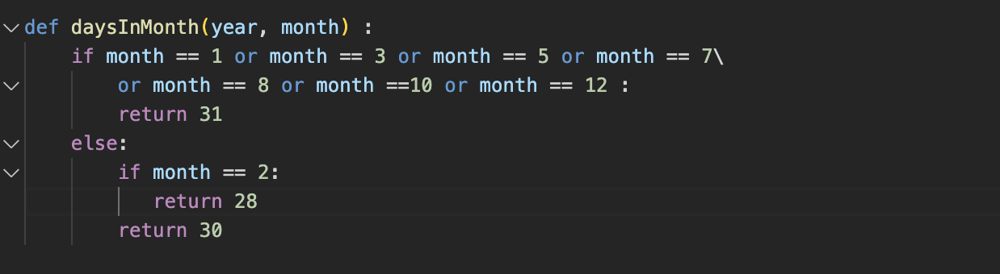 def daysInMonth(year, month) :
    if month == 1 or month == 3 or month == 5 or month == 7\
        or month == 8 or month ==10 or month == 12 :
        return 31
    else:
        if month == 2:
           return 28
        return 30